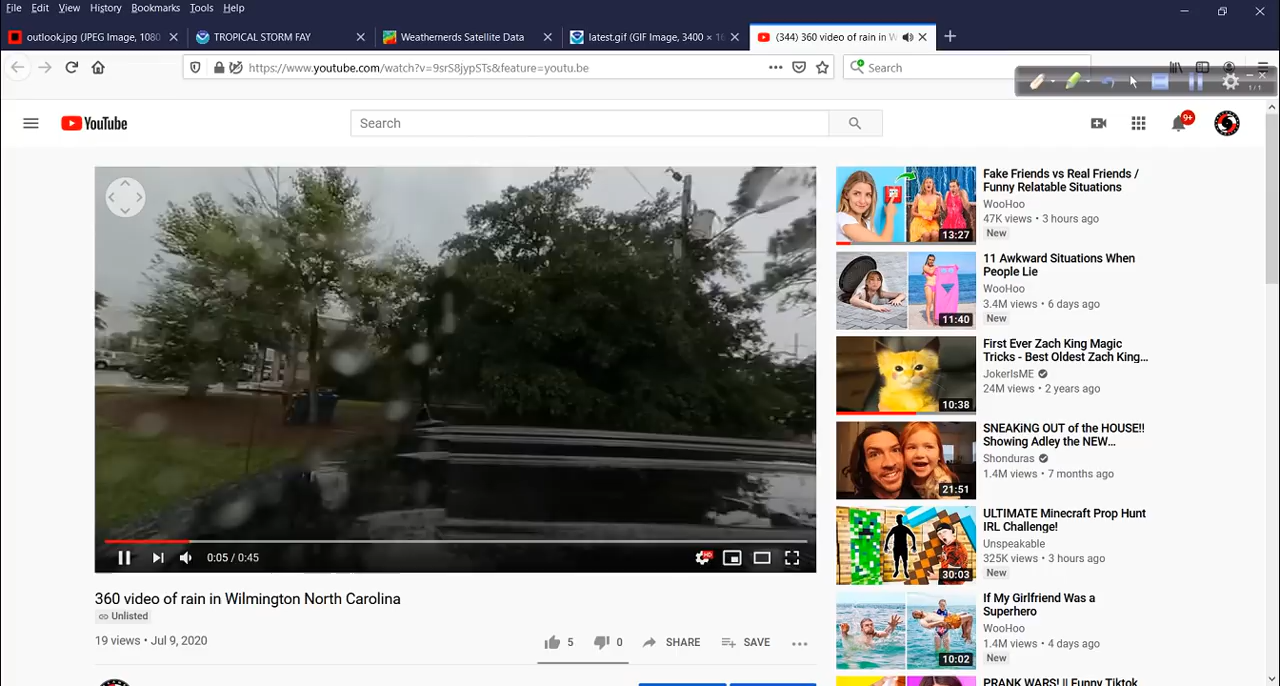 File Edit View History Bookmarks Tools Help
outlook.jpg (JPEG Image, 1080
TROPICAL STORM FAY
Weathernerds Satellite Data
latest.gif (GIF Image, 3400 × 16
(344) 360 video of rain in W
https://www.youtube.com/watch?v=9srS8jypSTs&feature=youtu.be
Search
1/1
YouTube
Search
9+
Fake Friends vs Real Friends /
Funny Relatable Situations
WooHoo
47K views • 3 hours ago
New
13:27
11 Awkward Situations When
People Lie
WooHoo
3.4M views • 6 days ago
New
11:40
First Ever Zach King Magic
Tricks - Best Oldest Zach King...
JokerIsME
24M views • 2 years ago
10:38
SNEAKiNG OUT of the HOUSE!!
Showing Adley the NEW...
Shonduras
1.4M views • 7 months ago
21:51
ULTIMATE Minecraft Prop Hunt
IRL Challenge!
Unspeakable
325K views • 3 hours ago
New
30:03
If My Girlfriend Was a
Superhero
WooHoo
1.4M views • 4 days ago
New
10:02
PRANK WARS! || Funny Tiktok
0:05 / 0:45
HD
360 video of rain in Wilmington North Carolina
Unlisted
19 views • Jul 9, 2020
5 0 SHARE SAVE